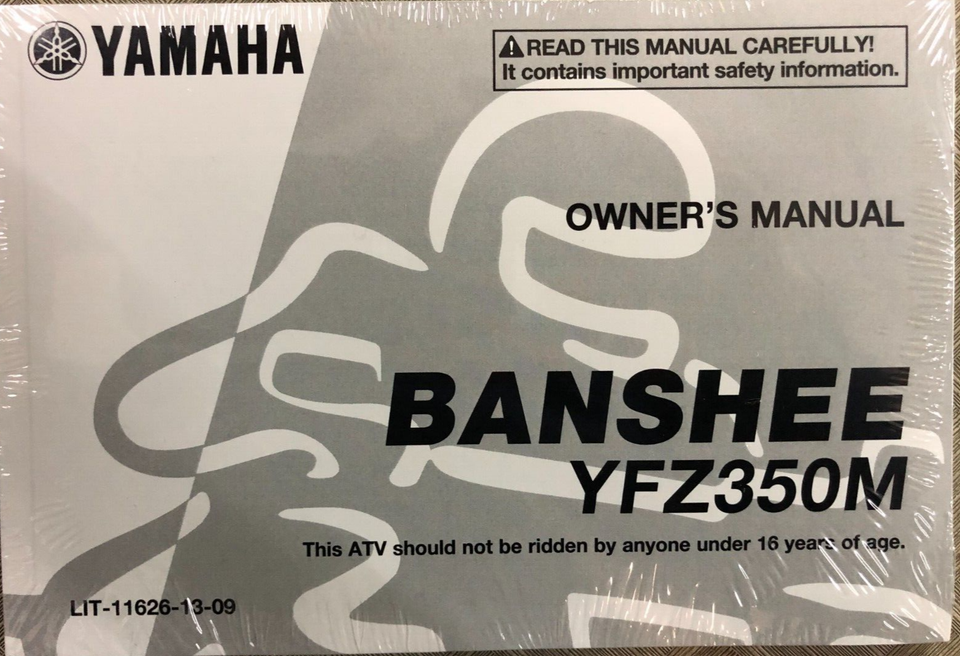 YAMAHA
READ THIS MANUAL CAREFULLY!
It contains important safety information.
OWNER'S MANUAL
BANSHEE
YFZ350M
This ATV should not be ridden by anyone under 16 years of age.
LIT-11626-13-09